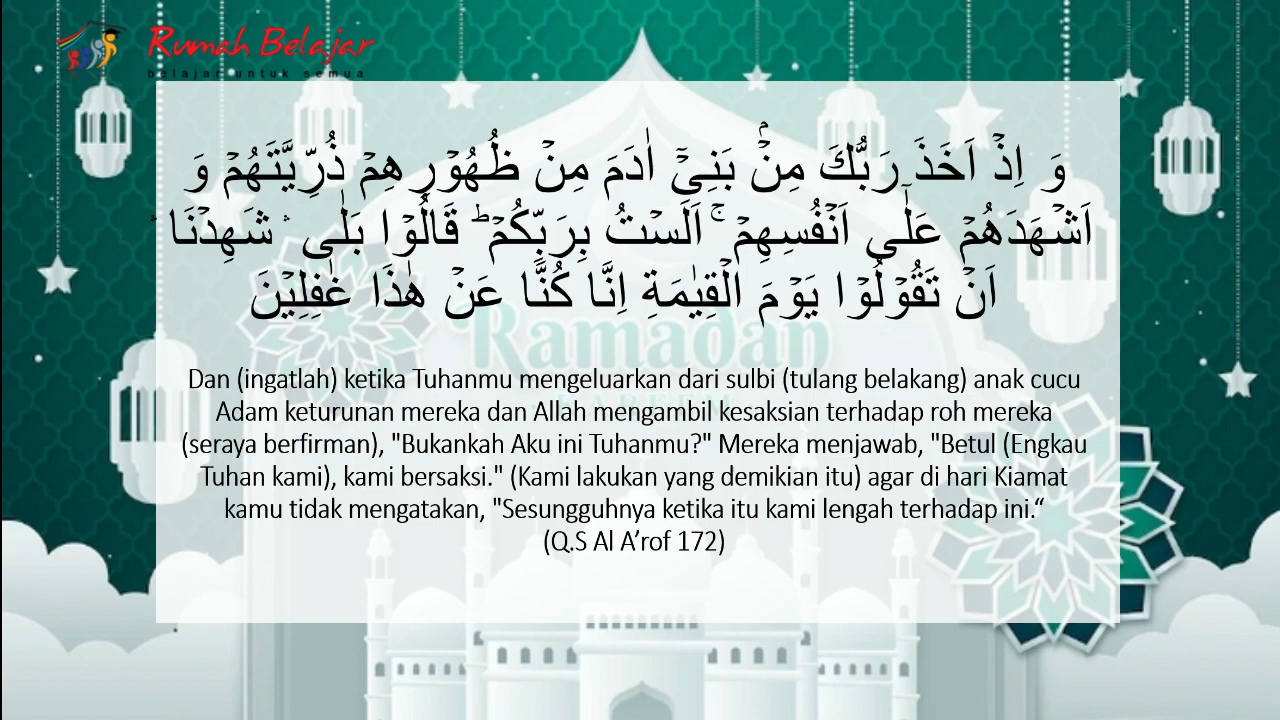 Rumah Belajar
belajar untuk semua
وَ اِذۡ اَخَذَ رَبُّكَ مِنۡۢ بَنِىۡۤ اٰدَمَ مِنۡ ظُهُوۡرِهِمۡ ذُرِّيَّتَهُمۡ وَ
اَشۡهَدَهُمۡ عَلٰٓى اَنۡفُسِهِمۡ‌ ۚ اَلَسۡتُ بِرَبِّكُمۡ‌ ؕ قَالُوۡا بَلٰى‌ ۛۚ شَهِدۡنَا ‌ۛۚ
اَنۡ تَقُوۡلُوۡا يَوۡمَ الۡقِيٰمَةِ اِنَّا كُنَّا عَنۡ هٰذَا غٰفِلِيۡنَ
Ramadan
Dan (ingatlah) ketika Tuhanmu mengeluarkan dari sulbi (tulang belakang) anak cucu
Adam keturunan mereka dan Allah mengambil kesaksian terhadap roh mereka
(seraya berfirman), "Bukankah Aku ini Tuhanmu?" Mereka menjawab, "Betul (Engkau
Tuhan kami), kami bersaksi." (Kami lakukan yang demikian itu) agar di hari Kiamat
kamu tidak mengatakan, "Sesungguhnya ketika itu kami lengah terhadap ini.“
(Q.S Al A’rof 172)